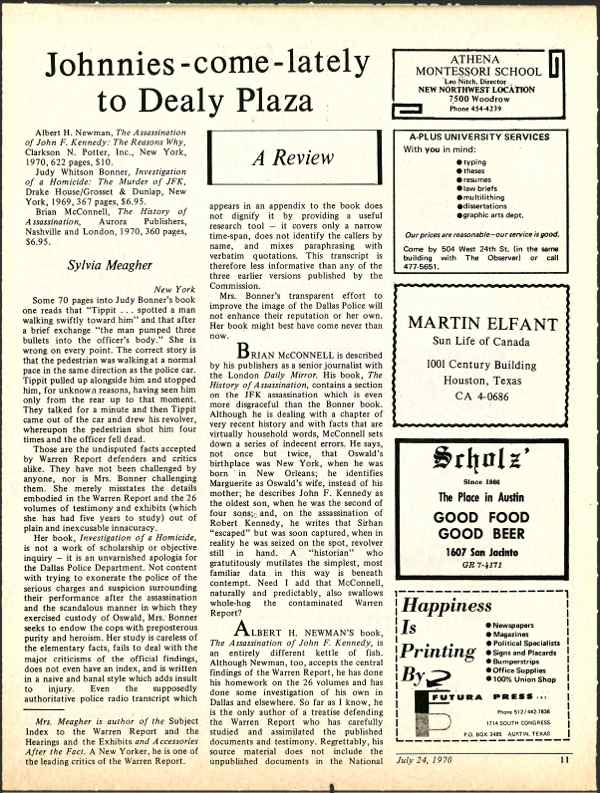 Johnnies-come-lately
to Dealy Plaza
Albert H. Newman, The Assassination
of John F. Kennedy: The Reasons Why,
Clarkson N. Potter, Inc., New York,
1970, 622 pages, $10.
Judy Whitson Bonner, Investigation
of a Homicide: The Murder of JFK,
Drake House/Grosset & Dunlap, New
York, 1969, 367 pages, $6.95.
Brian McConnell, The History of
Assassination, Aurora Publishers,
Nashville and London, 1970, 360 pages,
$6.95.
Sylvia Meagher
New York
Some 70 pages into Judy Bonner's book
one reads that "Tippit . . . spotted a man
walking swiftly toward him" and that after
a brief exchange "the man pumped three
bullets into the officer's body." She is
wrong on every point. The correct story is
that the pedestrian was walking at a normal
pace in the same direction as the police car.
Tippit pulled up alongside him and stopped
him, for unknown reasons, having seen him
only from the rear up to that moment.
They talked for a minute and then Tippit
came out of the car and drew his revolver,
whereupon the pedestrian shot him four
times and the officer fell dead.
Those are the undisputed facts accepted
by Warren Report defenders and critics
alike. They have not been challenged by
anyone, nor is Mrs. Bonner challenging
them. She merely misstates the details
embodied in the Warren Report and the 26
volumes of testimony and exhibits (which
she has had five years to study) out of
plain and inexcusable innacuracy.
Her book, Investigation of a Homicide,
is not a work of scholarship or objective
inquiry – it is an unvarnished apologia for
the Dallas Police Department. Not content
with trying to exonerate the police of the
serious charges and suspicion surrounding
their performance after the assassination
and the scandalous manner in which they
exercised custody of Oswald, Mrs. Bonner
seeks to endow the cops with preposterous
purity and heroism. Her study is careless of
the elementary facts, fails to deal with the
major criticisms of the official findings,
does not even have an index, and is written
in a naive and banal style which adds insult
to injury. Even the supposedly
authoritative police radio transcript which
Mrs. Meagher is author of the Subject
Index to the Warren Report and the
Hearings and the Exhibits and Accessories
After the Fact. A New Yorker, he is one of
the leading critics of the Warren Report.
A Review
appears in an appendix to the book does
not dignify it by providing a useful
research tool – it covers only a narrow
time-span, does not identify the callers by
name, and mixes paraphrasing with
verbatim quotations. This transcript is
therefore less informative than any of the
three earlier versions published by the
Commission.
Mrs. Bonner's transparent effort to
improve the image of the Dallas Police will
not enhance their reputation or her own.
Her book might best have come never than
now.
BRIAN McCONNELL is described
by his publishers as a senior journalist with
the London Daily Mirror. His book, The
History of Assassination, contains a section
on the JFK assassination which is even
more disgraceful than the Bonner book.
Although he is dealing with a chapter of
very recent history and with facts that are
virtually household words, McConnell sets
down a series of indecent errors. He says,
not once but twice, that Oswald's
birthplace was New York, when he was
born in New Orleans; he identifies
Marguerite as Oswald's wife, instead of his
mother; he describes John F. Kennedy as
the oldest son, when he was the second of
four sons; and, on the assassination of
Robert Kennedy, he writes that Sirhan
"escaped" but was soon captured, when in
reality he was seized on the spot, revolver
still in hand. A "historian" who
gratutitously mutilates the simplest, most
familiar data in this way is beneath
contempt. Need I add that McConnell,
naturally and predictably, also swallows
whole-hog the contaminated Warren
Report?
ALBERT H. NEWMAN'S book,
The Assassination of John F. Kennedy, is
an entirely different kettle of fish.
Although Newman, too, accepts the central
findings of the Warren Report, he has done
his homework on the 26 volumes and has
done some investigation of his own in
Dallas and elsewhere. So far as I know, he
is the only author of a treatise defending
the Warren Report who has carefully
studied and assimilated the published
documents and testimony. Regrettably, his
source material does not include the
unpublished documents in the National
ATHENA
MONTESSORI SCHOOL
Leo Nitch, Director
NEW NORTHWEST LOCATION
7500 Woodrow
Phone 454-4239
A-PLUS UNIVERSITY SERVICES
With you in mind:
●typing
●theses
●resumes
●law briefs
●multilithing
●dissertations
●graphic arts dept.
Our prices are reasonable–our service is good.
Come by 504 West 24th St. (in the same
building with The Observer) or call
477-5651.
MARTIN ELFANT
Sun Life of Canada
1001 Century Building
Houston, Texas
CA 4-0686
Scholz'
Since 1866
The Place in Austin
GOOD FOOD
GOOD BEER
1607 San Jacinto
GR 7-4171
Happiness
Is
Printing
By
● Newspapers
● Magazines
● Political Specialists
● Signs and Placards
● Bumperstrips
● Office Supplies
● 100% Union Shop
FUTURA PRESS
Phone 512/442-7836
1714 SOUTH CONGRESS
P.O. BOX 3485 AUSTIN, TEXAS
July 24, 1970 11